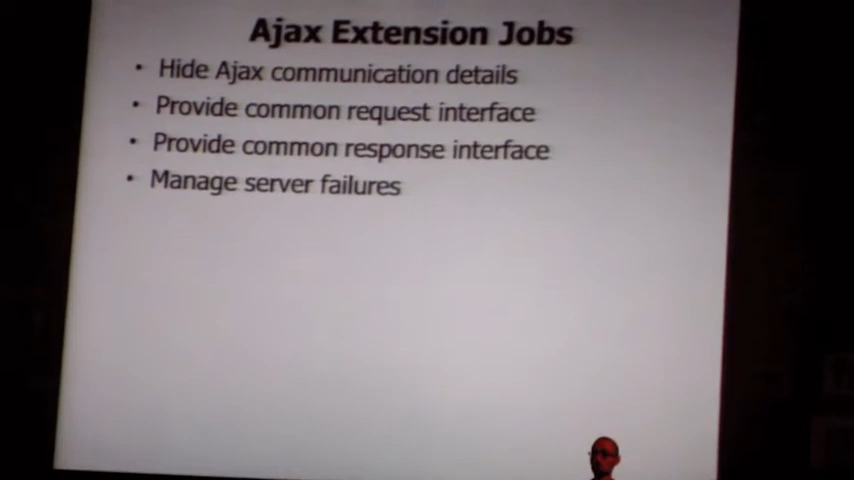 Ajax Extension Jobs
• Hide Ajax communication details
• Provide common request interface
• Provide common response interface
• Manage server failures